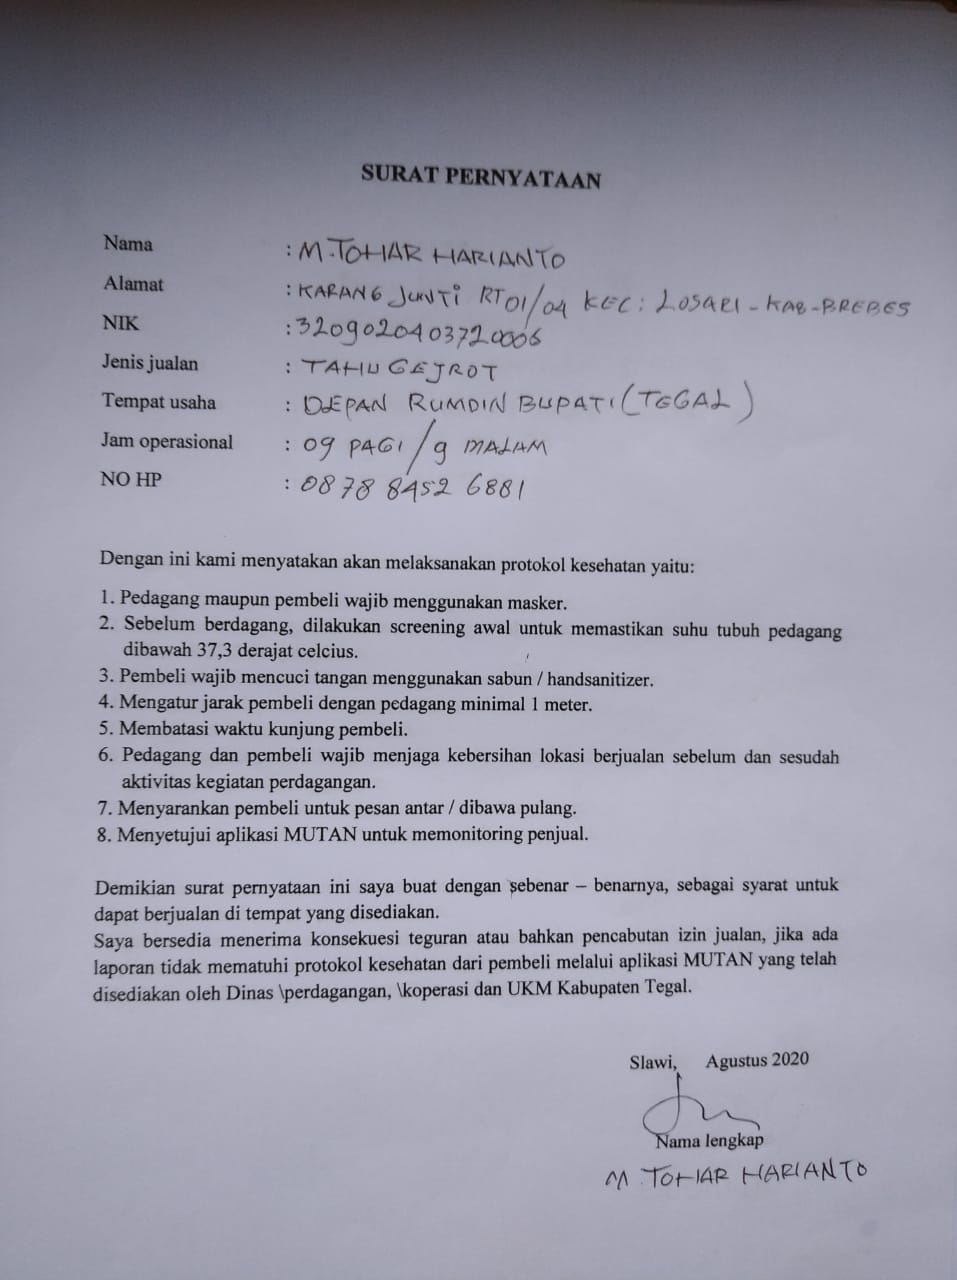 SURAT PERNYATAAN
Nama : M. TOHAR HARIANTO
Alamat : KARANG JUNTI RT 01/04 KEC : LOSARI - KAB - BREBES
NIK : 3209020403720006
Jenis jualan : TAHU GEJROT
Tempat usaha : DEPAN RUMDIN BUPATI (TEGAL)
Jam operasional : 09 PAGI / 9 MALAM
NO HP : 0878 8452 6881
Dengan ini kami menyatakan akan melaksanakan protokol kesehatan yaitu:
1. Pedagang maupun pembeli wajib menggunakan masker.
2. Sebelum berdagang, dilakukan screening awal untuk memastikan suhu tubuh pedagang
dibawah 37,3 derajat celcius.
3. Pembeli wajib mencuci tangan menggunakan sabun / handsanitizer.
4. Mengatur jarak pembeli dengan pedagang minimal 1 meter.
5. Membatasi waktu kunjung pembeli.
6. Pedagang dan pembeli wajib menjaga kebersihan lokasi berjualan sebelum dan sesudah
aktivitas kegiatan perdagangan.
7. Menyarankan pembeli untuk pesan antar / dibawa pulang.
8. Menyetujui aplikasi MUTAN untuk memonitoring penjual.
Demikian surat pernyataan ini saya buat dengan sebenar – benarnya, sebagai syarat untuk
dapat berjualan di tempat yang disediakan.
Saya bersedia menerima konsekuesi teguran atau bahkan pencabutan izin jualan, jika ada
laporan tidak mematuhi protokol kesehatan dari pembeli melalui aplikasi MUTAN yang telah
disediakan oleh Dinas \perdagangan, \koperasi dan UKM Kabupaten Tegal.
Slawi, Agustus 2020
Nama lengkap
M. TOHAR HARIANTO